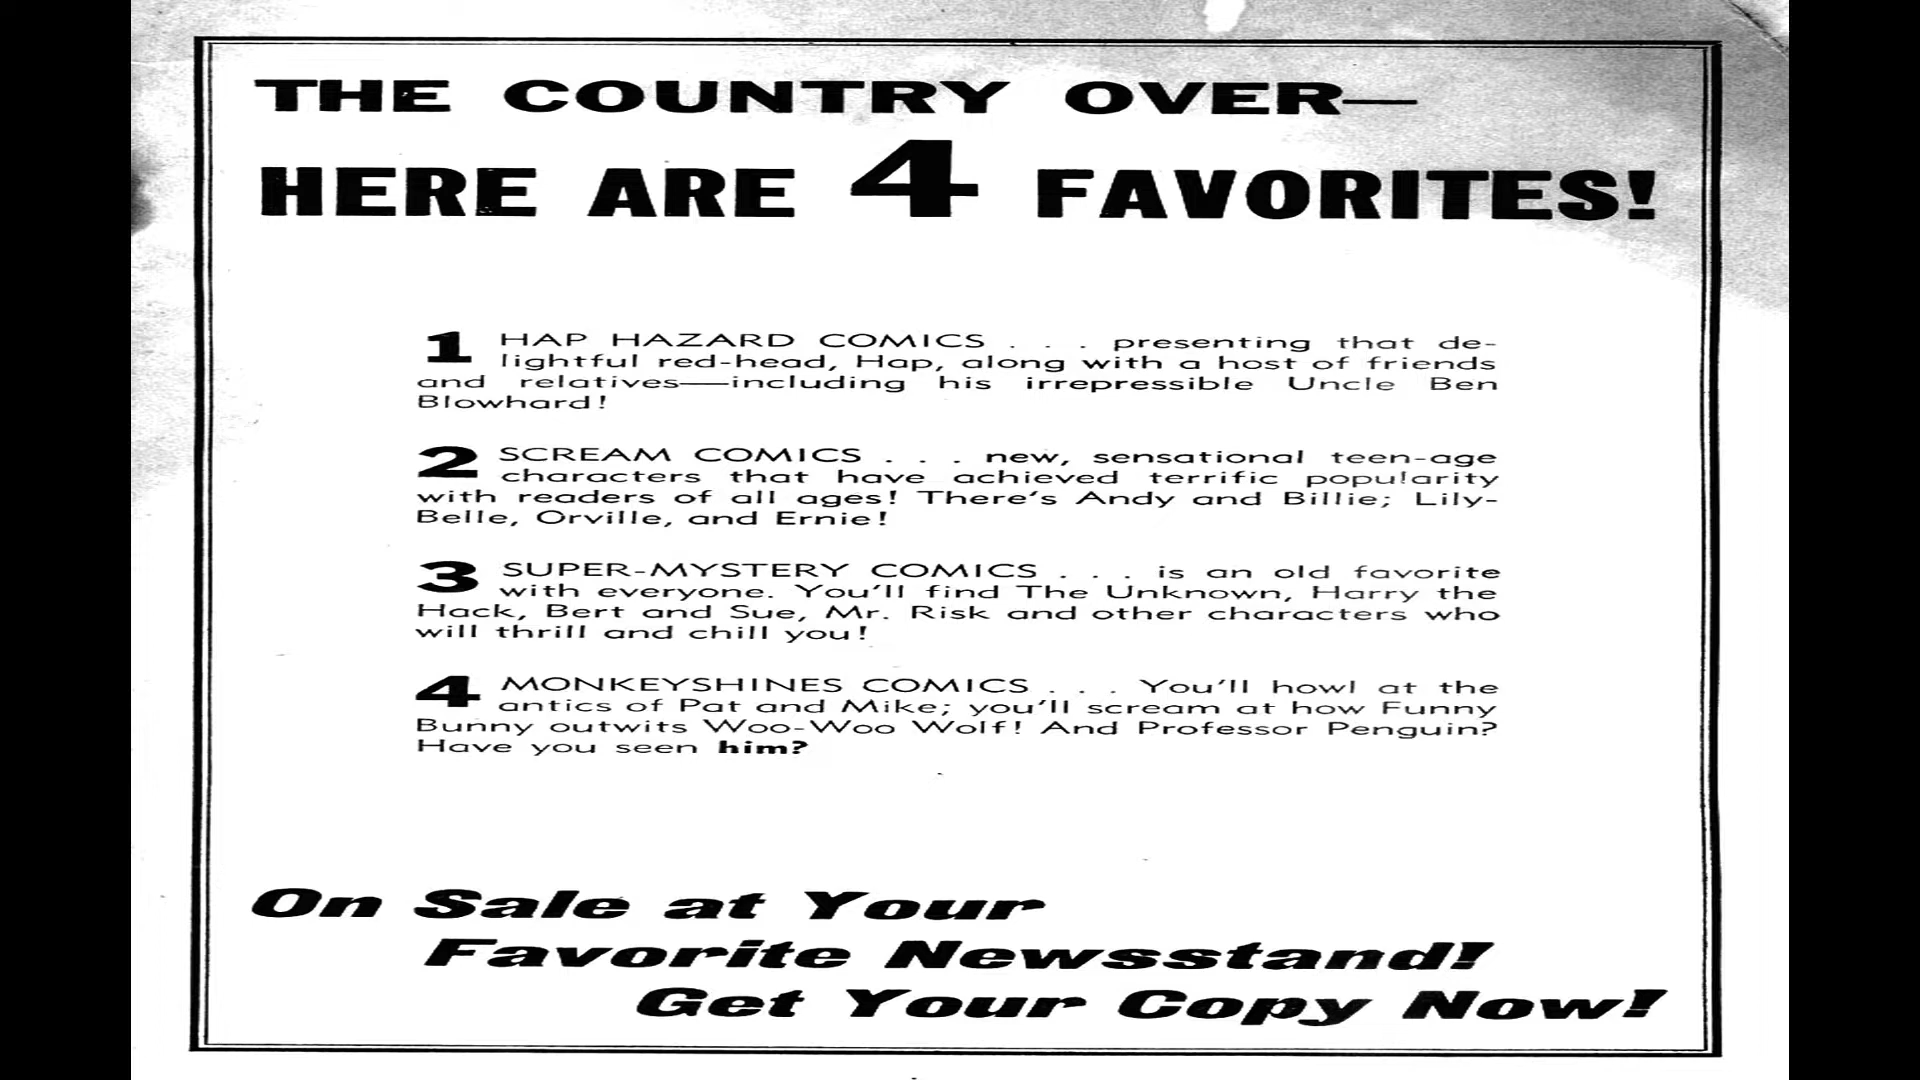 THE COUNTRY OVER—
HERE ARE 4 FAVORITES!
1 HAP HAZARD COMICS . . . presenting that de-
lightful red-head, Hap, along with a host of friends
and relatives—including his irrepressible Uncle Ben
Blowhard!
2 SCREAM COMICS . . . new, sensational teen-age
characters that have achieved terrific popularity
with readers of all ages! There's Andy and Billie; Lily-
Belle, Orville, and Ernie!
3 SUPER-MYSTERY COMICS . . . is an old favorite
with everyone. You'll find The Unknown, Harry the
Hack, Bert and Sue, Mr. Risk and other characters who
will thrill and chill you!
4 MONKEYSHINES COMICS . . . You'll howl at the
antics of Pat and Mike; you'll scream at how Funny
Bunny outwits Woo-Woo Wolf! And Professor Penguin?
Have you seen him?
On Sale at Your
Favorite Newsstand!
Get Your Copy Now!